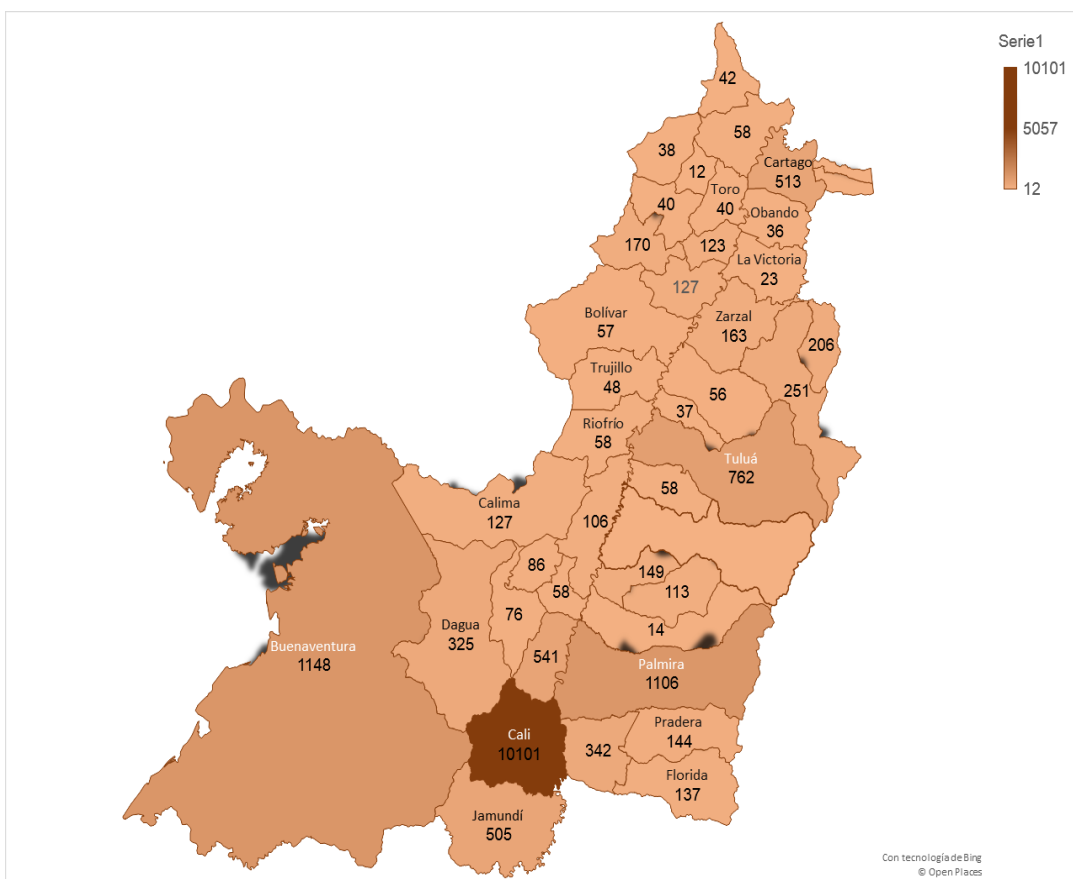 Serie1
10101
5057
12
42
58
38
12
Cartago
513
Toro
40
40
Obando
36
170
123
La Victoria
23
127
Bolívar
57
Zarzal
163
206
Trujillo
48
56
251
37
Riofrío
58
Tuluá
762
58
Calima
127
106
86
149
58
113
76
14
Dagua
325
541
Buenaventura
1148
Palmira
1106
Cali
10101
342
Pradera
144
Florida
137
Jamundí
505
Con tecnología de Bing
© Open Places